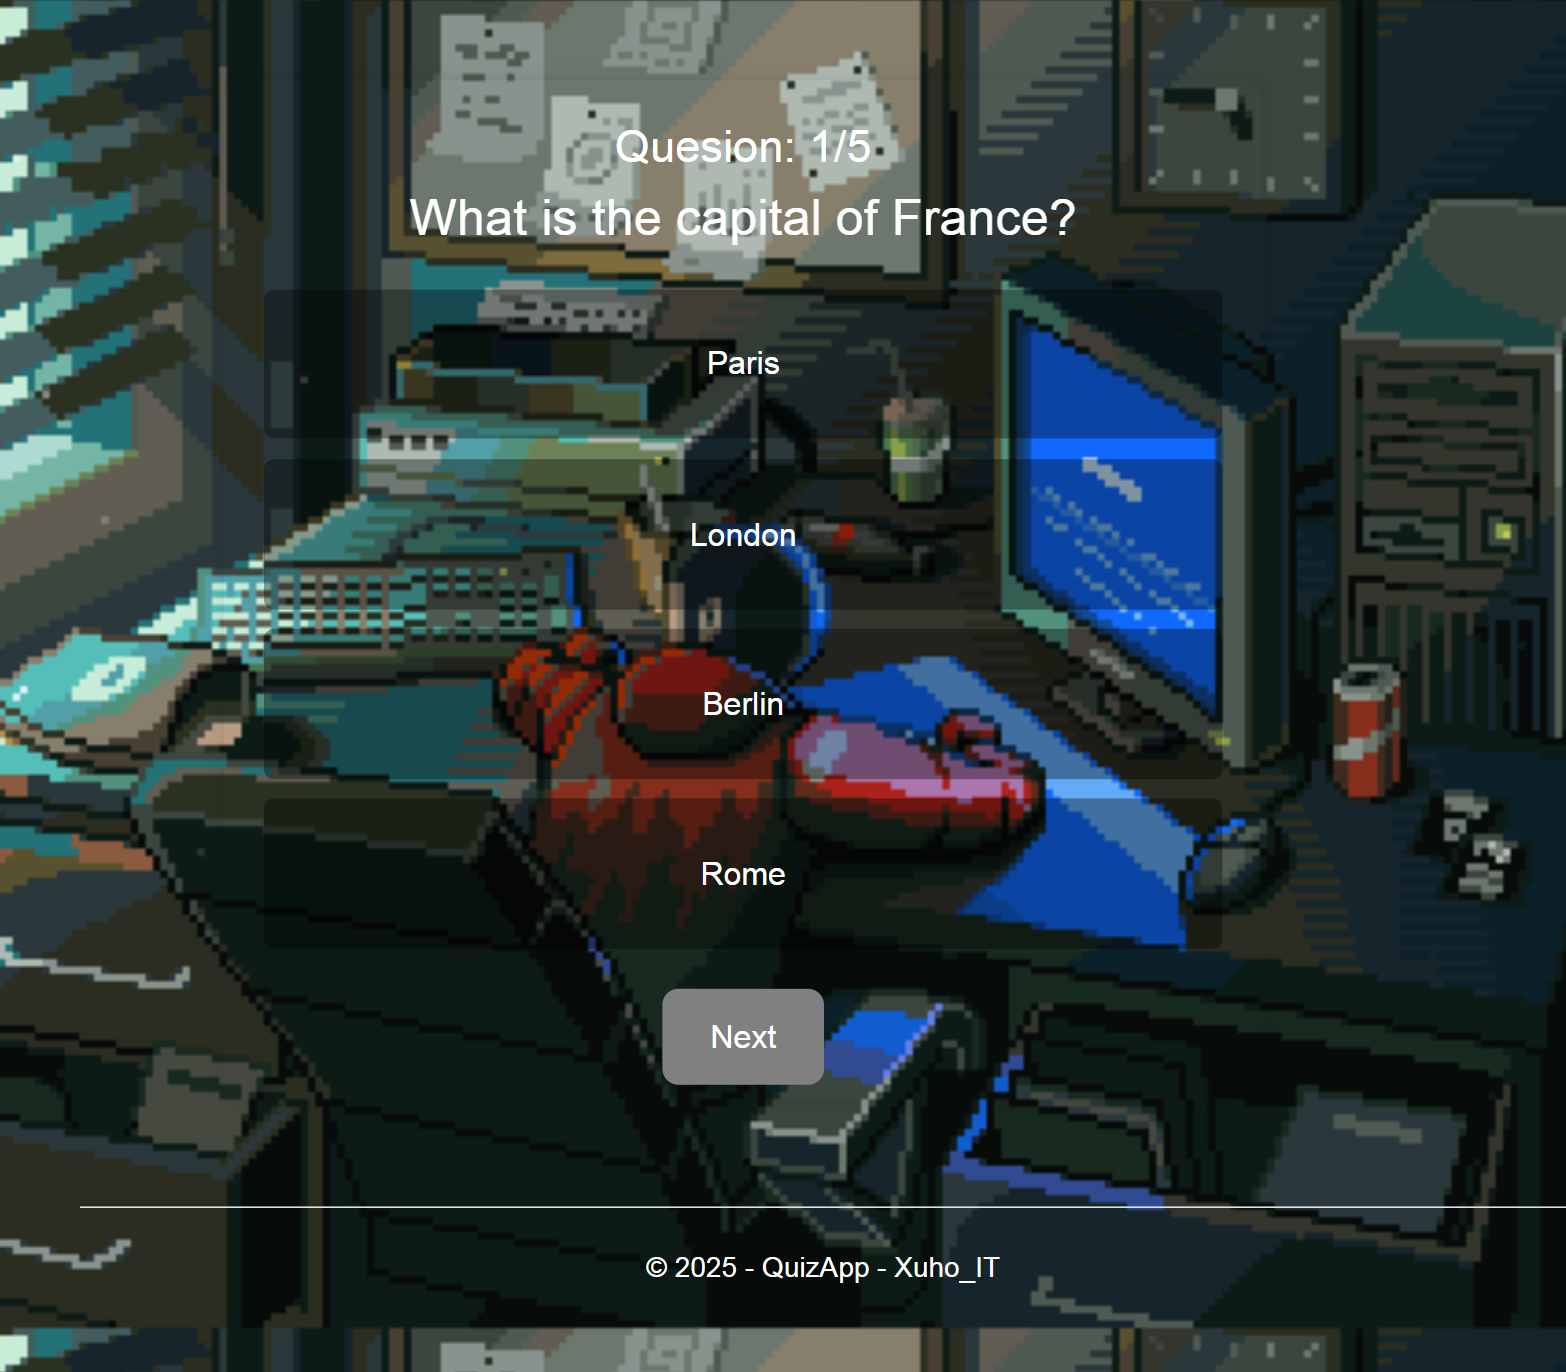 Quesion: 1/5
What is the capital of France?
Paris
London
Berlin
Rome
Next
© 2025 - QuizApp - Xuho_IT